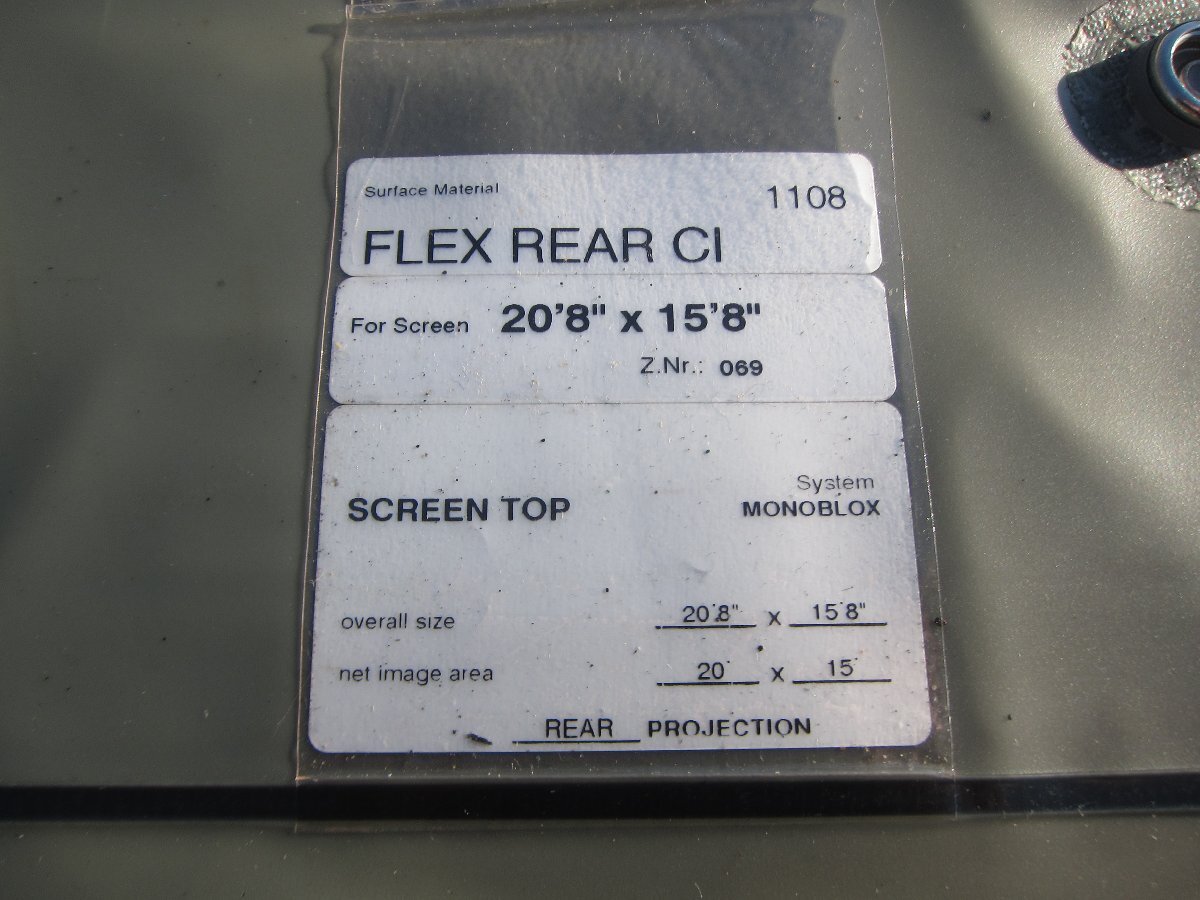 Surface Material 1108
FLEX REAR CI
For Screen 20'8" x 15'8"
Z.Nr.: 069
System
SCREEN TOP MONOBLOX
overall size 20'8" x 15'8"
net image area 20' x 15'
REAR PROJECTION